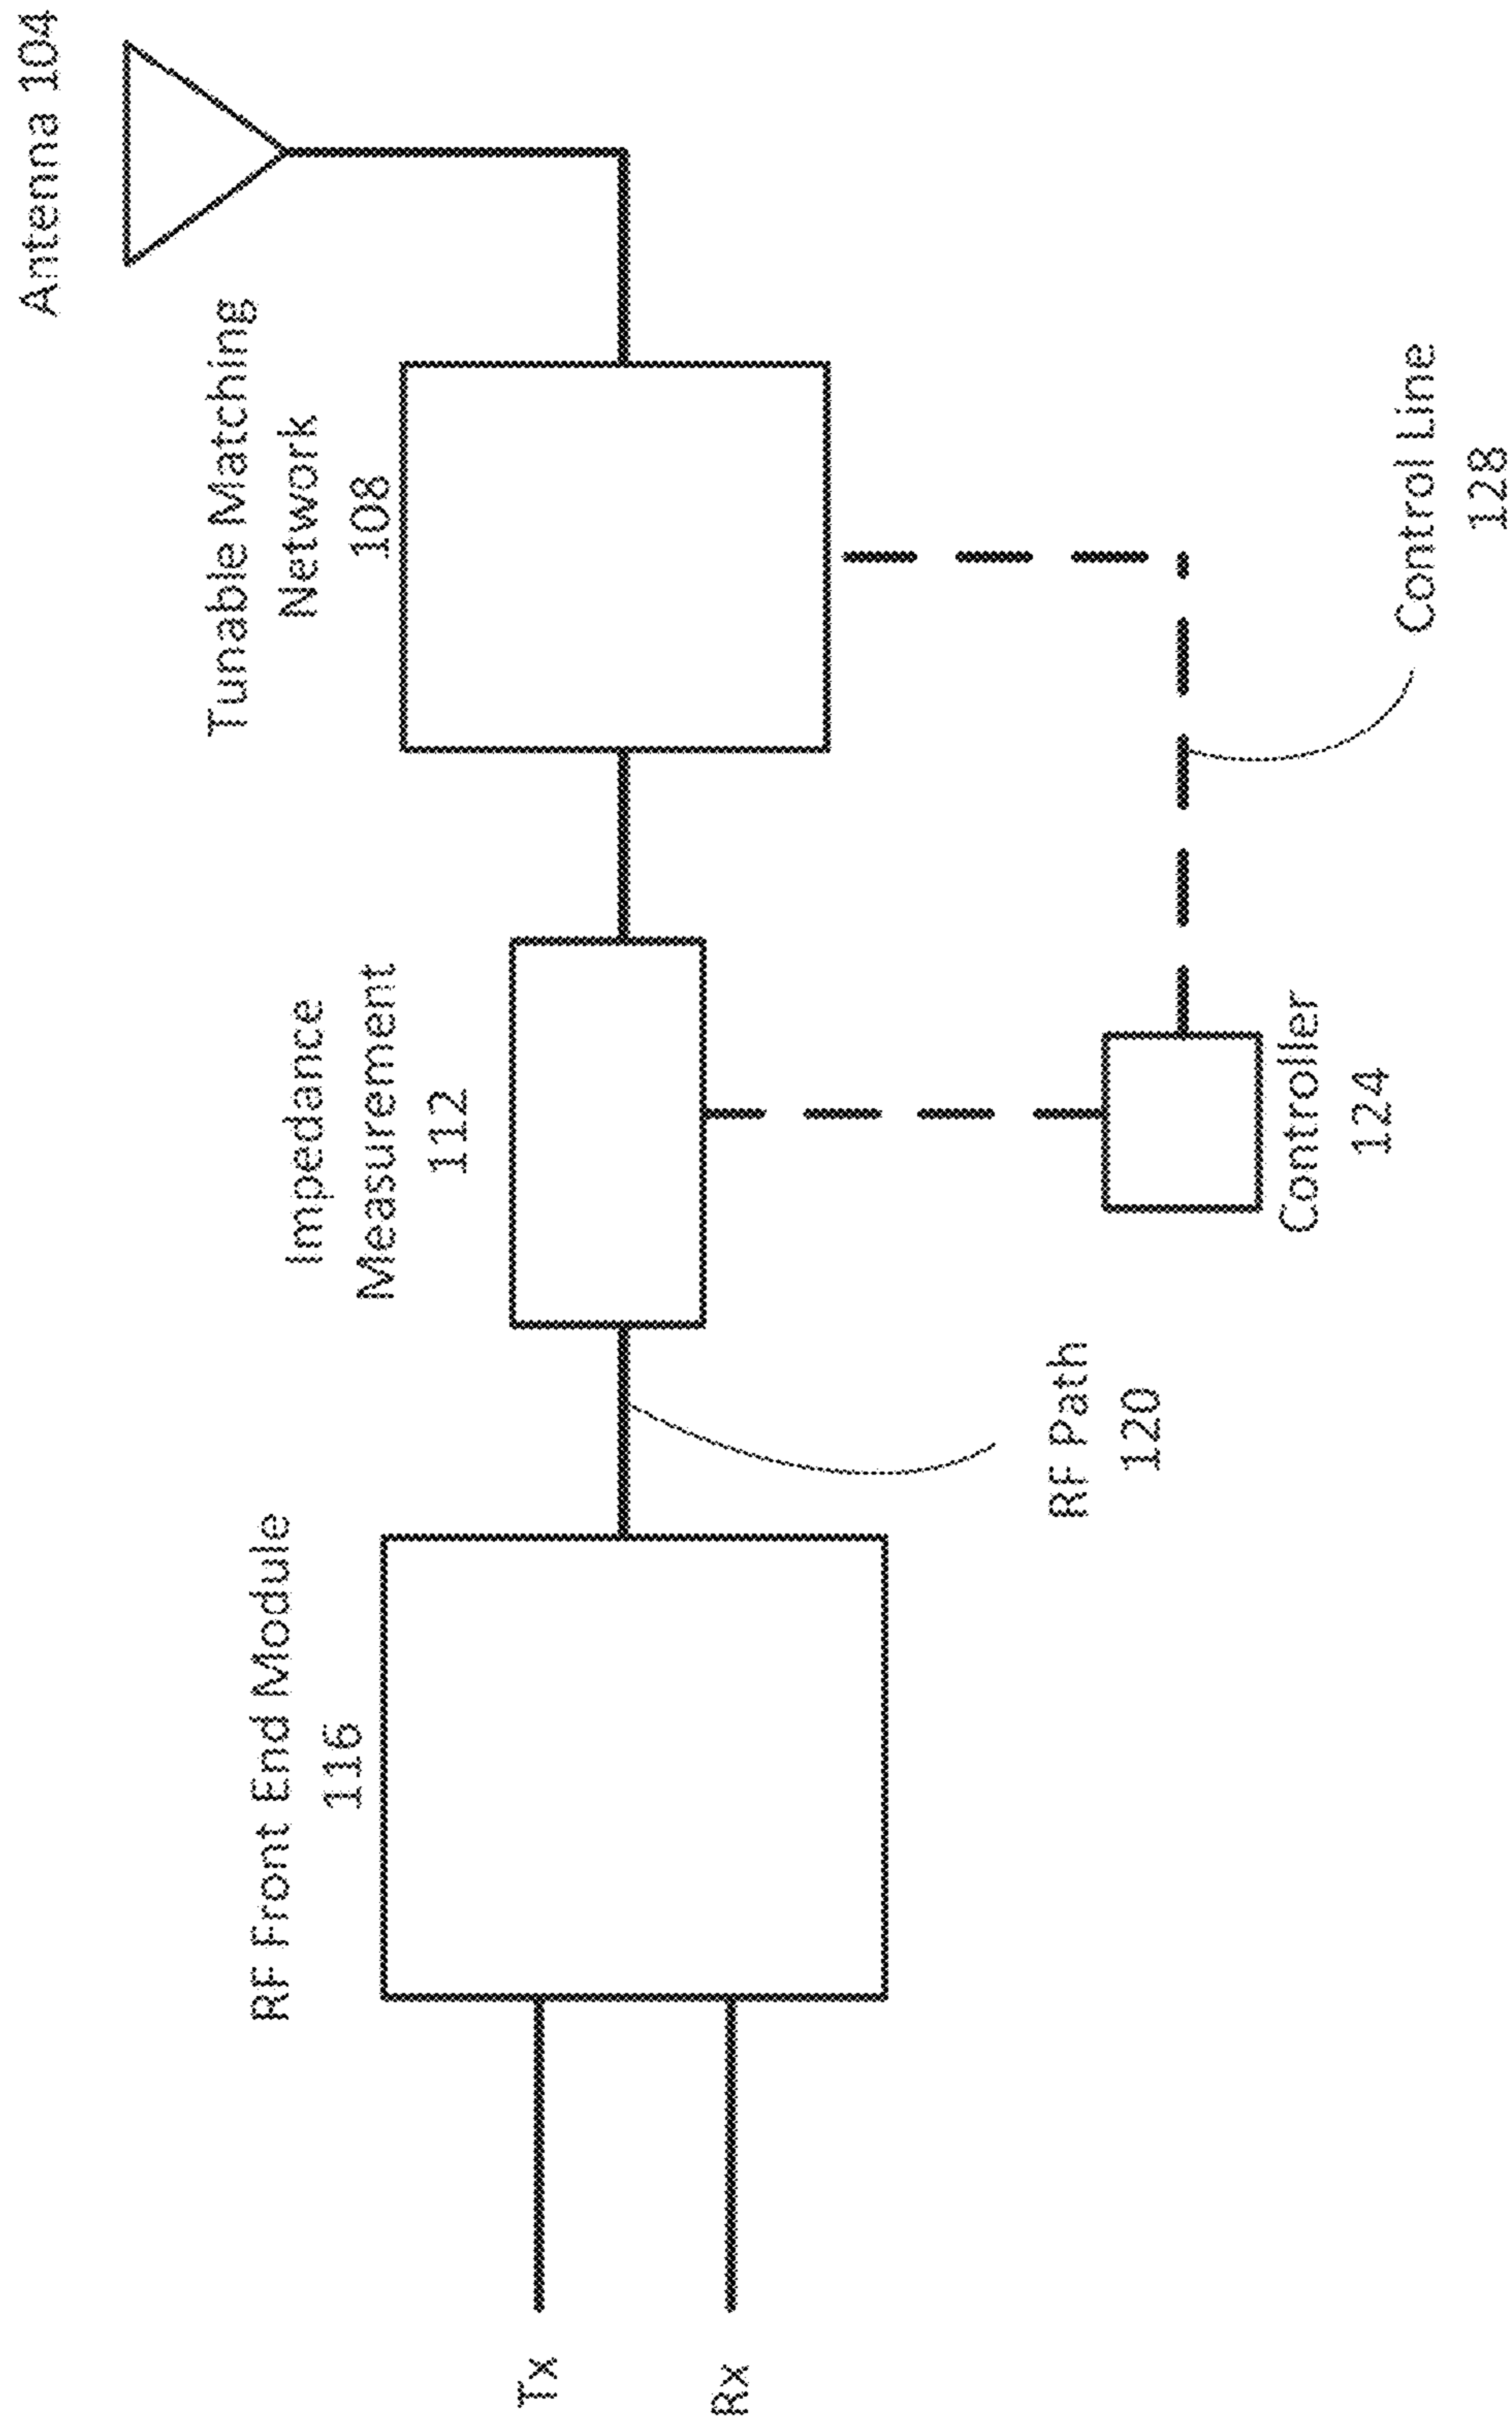 Antenna 104
Tunable Matching
Network
108
Impedance
Measurement
112
RF Front End Module
116
Tx
Rx
RF Path
120
Controller
124
Control Line
128